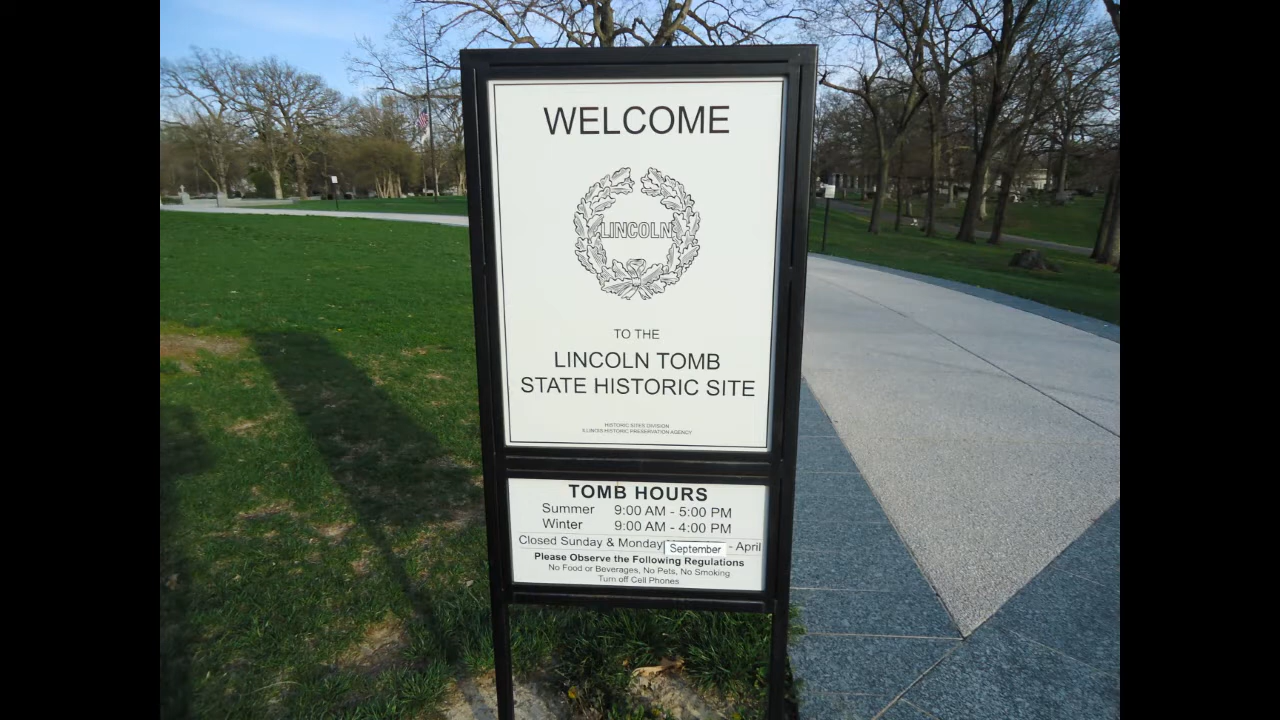 WELCOME
LINCOLN
TO THE
LINCOLN TOMB
STATE HISTORIC SITE
HISTORIC SITES DIVISION
ILLINOIS HISTORIC PRESERVATION AGENCY
TOMB HOURS
Summer 9:00 AM - 5:00 PM
Winter 9:00 AM - 4:00 PM
Closed Sunday & Monday September - April
Please Observe the Following Regulations
No Food or Beverages, No Pets, No Smoking
Turn off Cell Phones